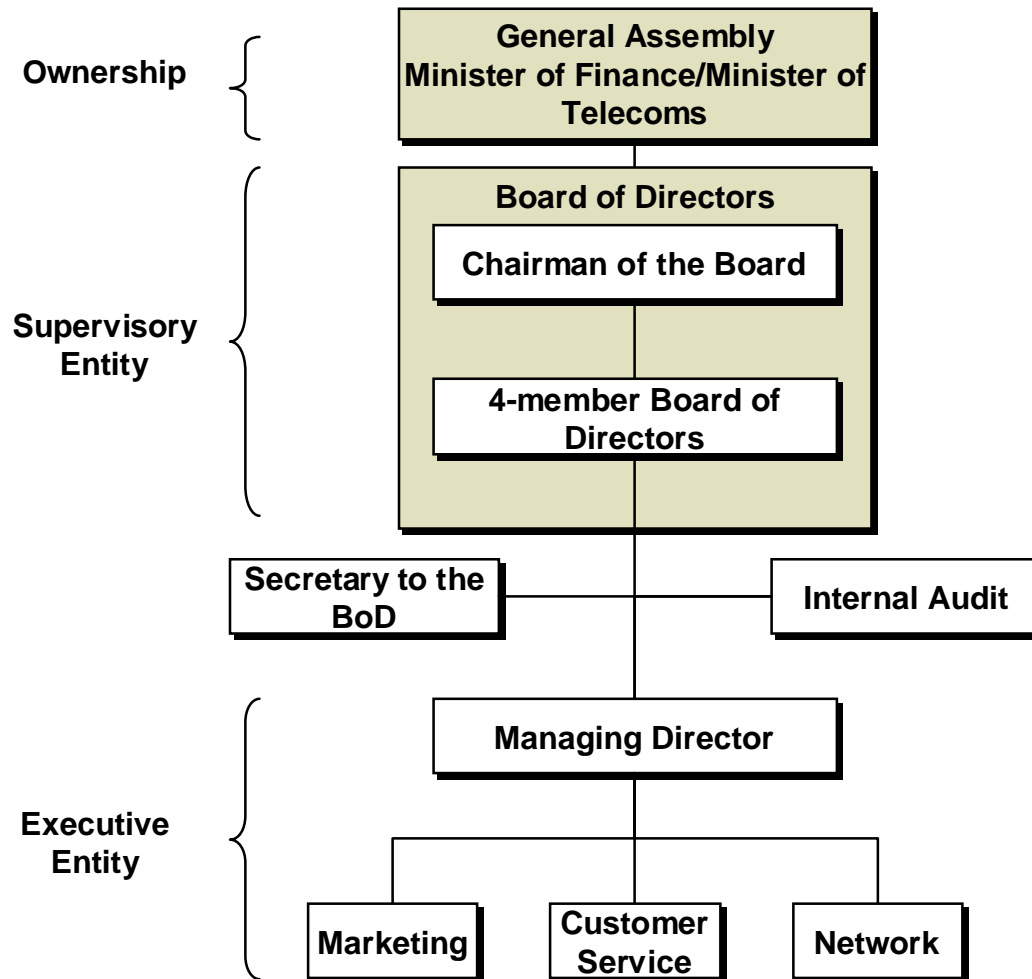 Ownership
General Assembly
Minister of Finance/Minister of
Telecoms
Supervisory
Entity
Board of Directors
Chairman of the Board
4-member Board of
Directors
Secretary to the
BoD
Internal Audit
Executive
Entity
Managing Director
Marketing
Customer
Service
Network